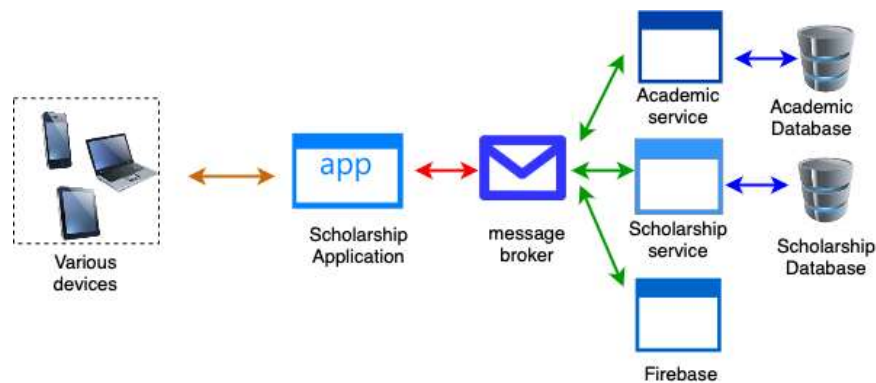 Academic
service
Academic
Database
app
Various
devices
Scholarship
Application
message
broker
Scholarship
service
Scholarship
Database
Firebase